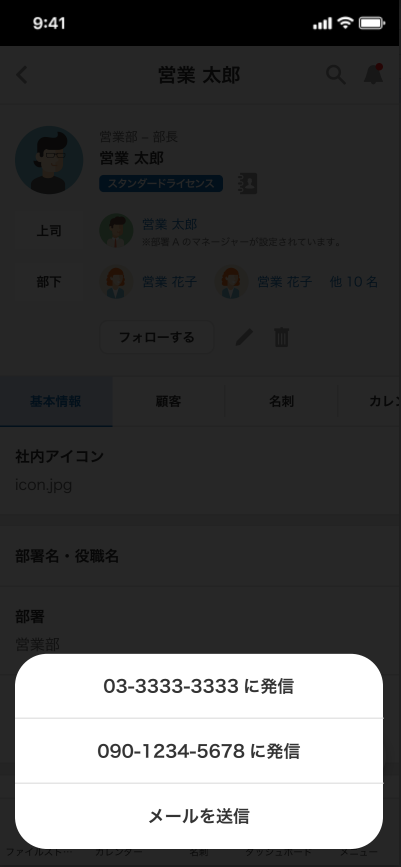 9:41
営業 太郎
営業部 – 部長
営業 太郎
スタンダードライセンス
上司
営業 太郎
※部署 A のマネージャーが設定されています。
部下
営業 花子
営業 花子
他 10 名
フォローする
基本情報
顧客
名刺
カレン
社内アイコン
icon.jpg
部署名・役職名
部署
営業部
03-3333-3333 に発信
090-1234-5678 に発信
メールを送信
ファイルスト…
カレンダー
名刺
ダッシュボード
メニュー